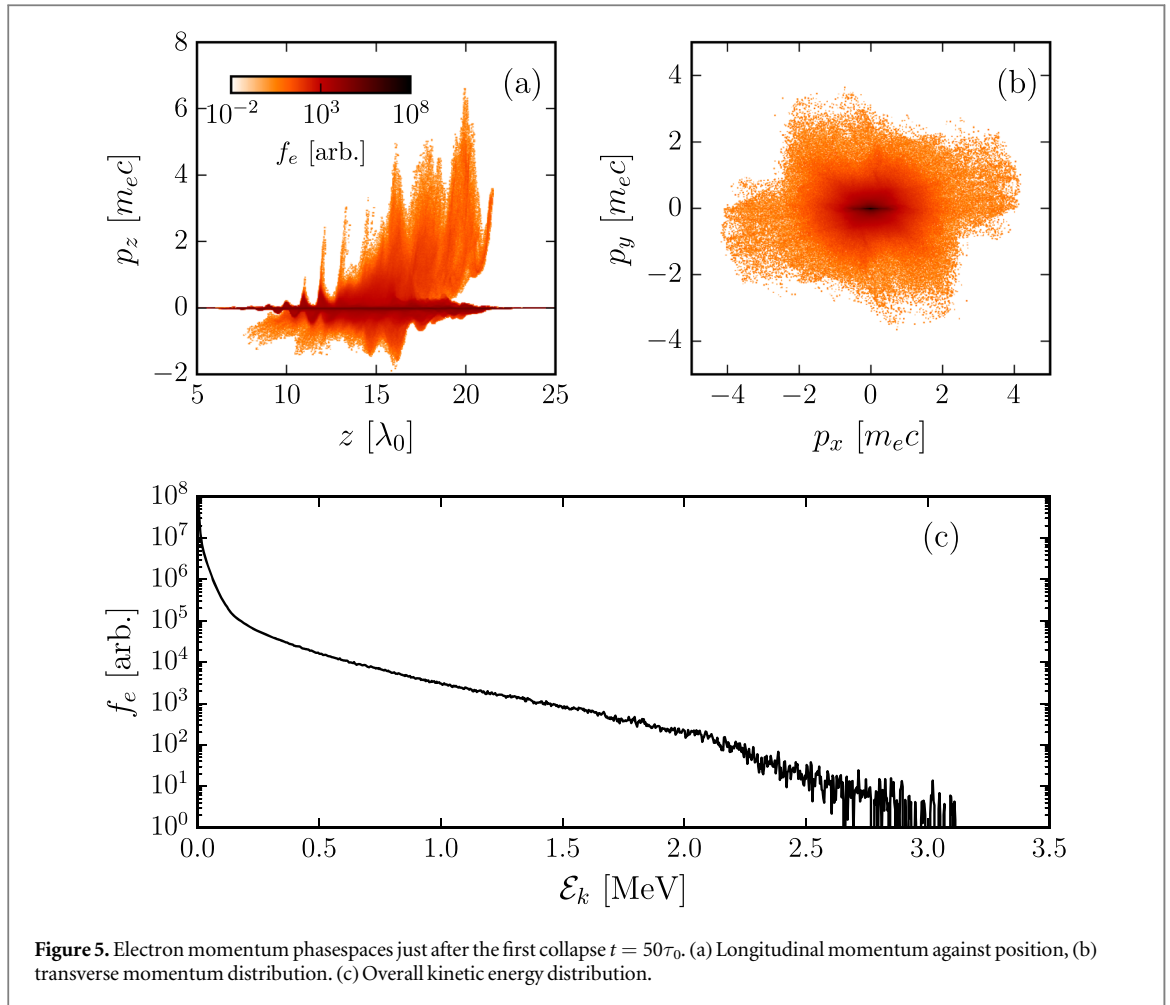 8
6
4
2
0
−2
p_z [m_ec]
(a)
10^−2 10^3 10^8
f_e [arb.]
5 10 15 20 25
z [λ_0]
4
2
0
−2
−4
p_y [m_ec]
(b)
−4 −2 0 2 4
p_x [m_ec]
10^8
10^7
10^6
10^5
10^4
10^3
10^2
10^1
10^0
f_e [arb.]
(c)
0.0 0.5 1.0 1.5 2.0 2.5 3.0 3.5
ℰ_k [MeV]
Figure 5. Electron momentum phasespaces just after the first collapse t = 50τ_0. (a) Longitudinal momentum against position, (b)
transverse momentum distribution. (c) Overall kinetic energy distribution.